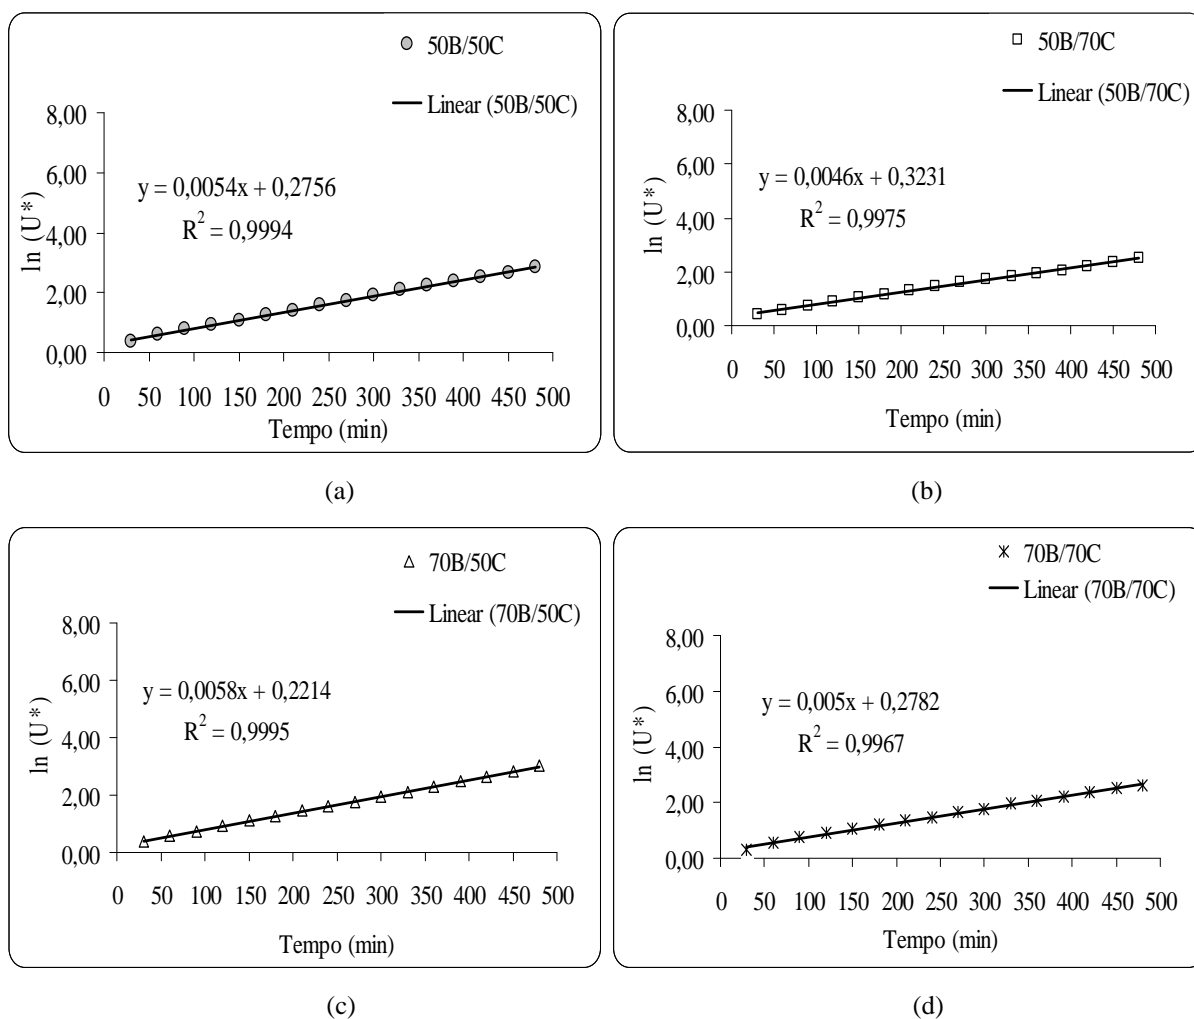 50B/50C
Linear (50B/50C)
8,00
6,00
4,00
2,00
0,00
ln (U*)
y = 0,0054x + 0,2756
R² = 0,9994
0 50 100 150 200 250 300 350 400 450 500
Tempo (min)
(a)
50B/70C
Linear (50B/70C)
8,00
6,00
4,00
2,00
0,00
ln (U*)
y = 0,0046x + 0,3231
R² = 0,9975
0 50 100 150 200 250 300 350 400 450 500
Tempo (min)
(b)
70B/50C
Linear (70B/50C)
8,00
6,00
4,00
2,00
0,00
ln (U*)
y = 0,0058x + 0,2214
R² = 0,9995
0 50 100 150 200 250 300 350 400 450 500
Tempo (min)
(c)
70B/70C
Linear (70B/70C)
8,00
6,00
4,00
2,00
0,00
ln (U*)
y = 0,005x + 0,2782
R² = 0,9967
0 50 100 150 200 250 300 350 400 450 500
Tempo (min)
(d)